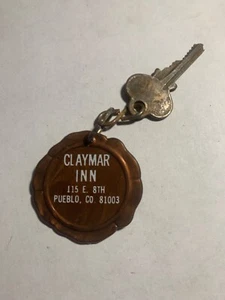 CLAYMAR
INN
115 E. 8TH
PUEBLO, CO. 81003